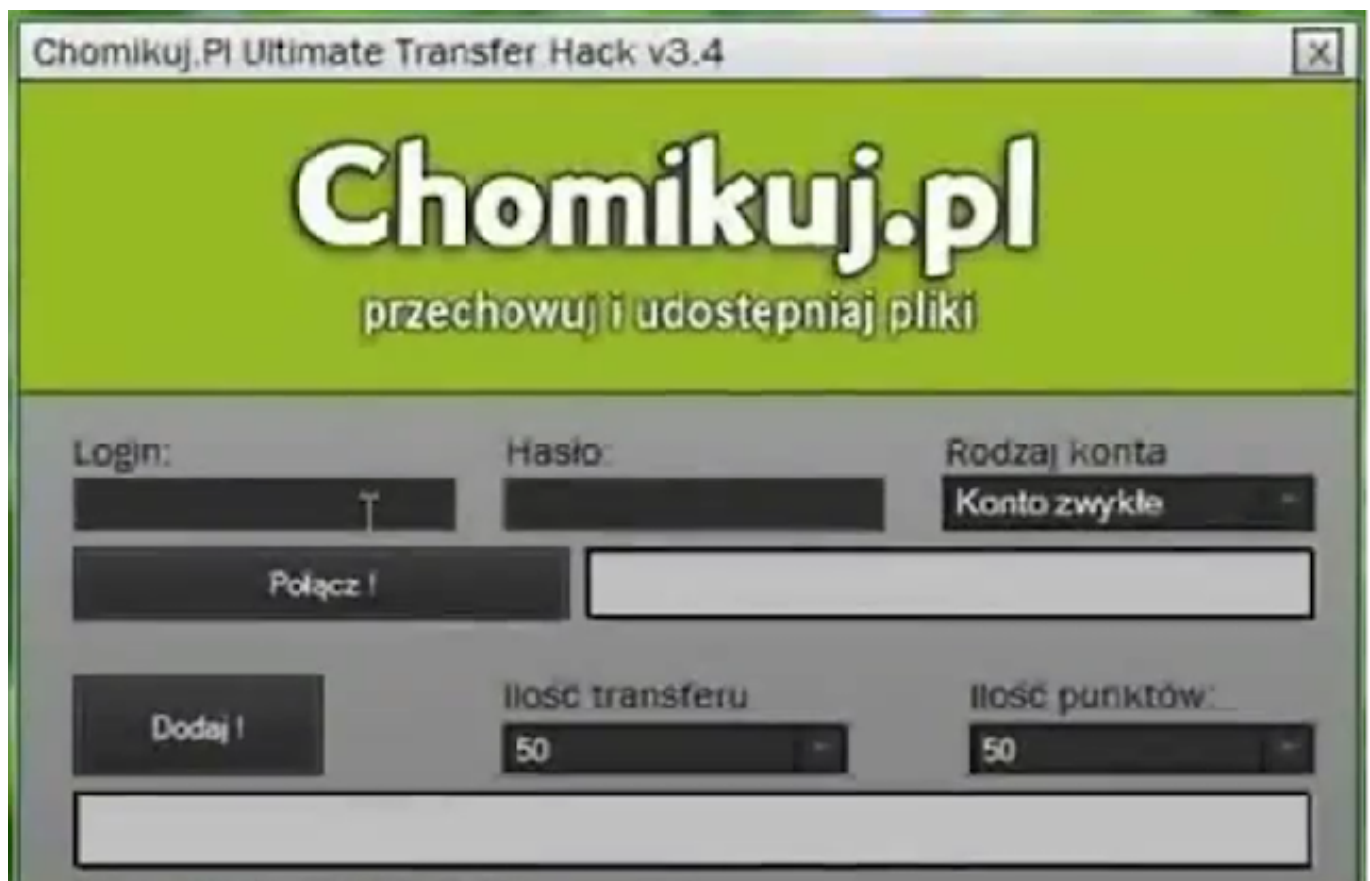 Chomikuj.Pl Ultimate Transfer Hack v3.4
X
Chomikuj.pl
przechowuj i udostępniaj pliki
Login: Hasło: Rodzaj konta
Konto zwykłe
Połącz !
Ilość transferu Ilość punktów:
Dodaj !
50 50